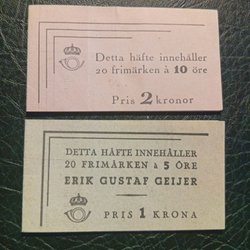 Detta häfte innehåller
20 frimärken à 10 öre
Pris 2 kronor
DETTA HÄFTE INNEHÅLLER
20 FRIMÄRKEN à 5 ÖRE
ERIK GUSTAF GEIJER
PRIS 1 KRONA